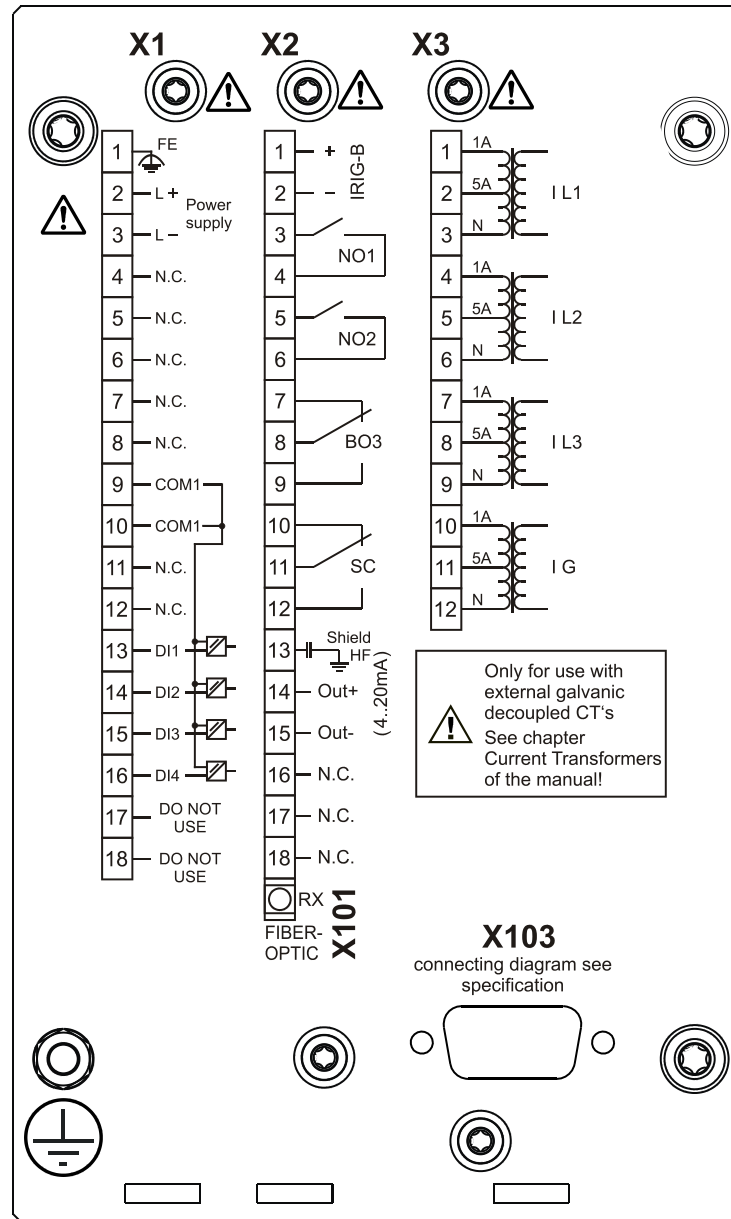 X1
X2
X3
1 FE
2 L+
Power
supply
3 L–
4 N.C.
5 N.C.
6 N.C.
7 N.C.
8 N.C.
9 COM1
10 COM1
11 N.C.
12 N.C.
13 DI1
14 DI2
15 DI3
16 DI4
17 DO NOT
USE
18 DO NOT
USE
1 +
2 –
IRIG-B
3
NO1
4
5
NO2
6
7
8 BO3
9
10
11 SC
12
13 Shield
HF
14 Out+
15 Out-
(4..20mA)
16 N.C.
17 N.C.
18 N.C.
RX
FIBER-
OPTIC
X101
1 1A
2 5A I L1
3 N
4 1A
5 5A I L2
6 N
7 1A
8 5A I L3
9 N
10 1A
11 5A I G
12 N
Only for use with
external galvanic
decoupled CT‘s
See chapter
Current Transformers
of the manual!
X103
connecting diagram see
specification